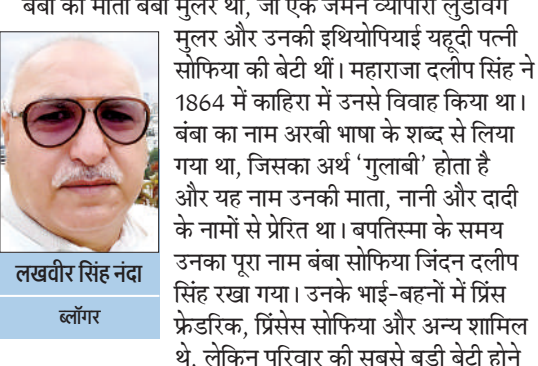 बंबा की माता बंबा मुलर थीं, जो एक जर्मन व्यापारी लुडविग
मुलर और उनकी इथियोपियाई यहूदी पत्नी
सोफिया की बेटी थीं। महाराजा दलीप सिंह ने
1864 में काहिरा में उनसे विवाह किया था।
बंबा का नाम अरबी भाषा के शब्द से लिया
गया था, जिसका अर्थ ‘गुलाबी’ होता है
और यह नाम उनकी माता, नानी और दादी
के नामों से प्रेरित था। बपतिस्मा के समय
उनका पूरा नाम बंबा सोफिया जिंदन दलीप
सिंह रखा गया। उनके भाई-बहनों में प्रिंस
फ्रेडरिक, प्रिंसेस सोफिया और अन्य शामिल
थे, लेकिन परिवार की सबसे बड़ी बेटी होने
लखवीर सिंह नंदा
ब्लॉगर